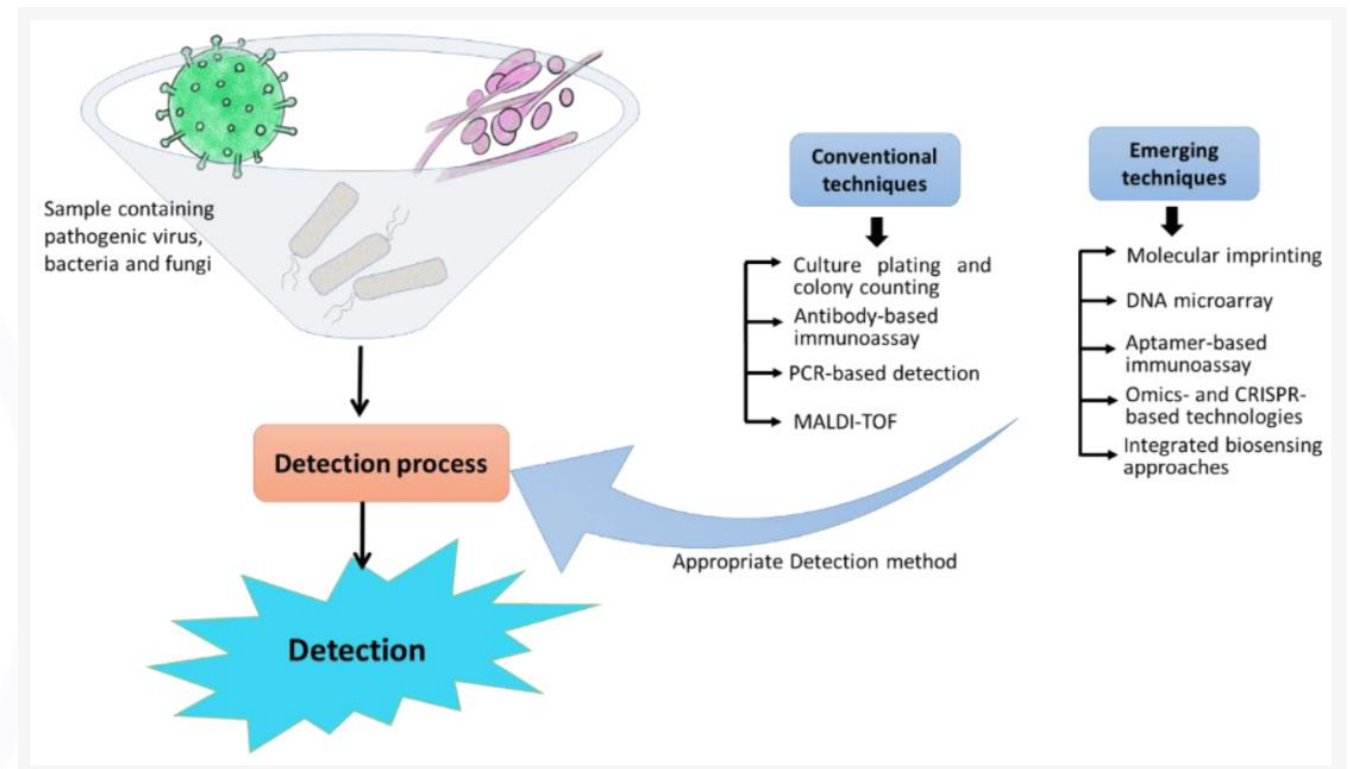 Sample containing
pathogenic virus,
bacteria and fungi
Detection process
Detection
Conventional
techniques
Culture plating and
colony counting
Antibody-based
immunoassay
PCR-based detection
MALDI-TOF
Emerging
techniques
Molecular imprinting
DNA microarray
Aptamer-based
immunoassay
Omics- and CRISPR-
based technologies
Integrated biosensing
approaches
Appropriate Detection method